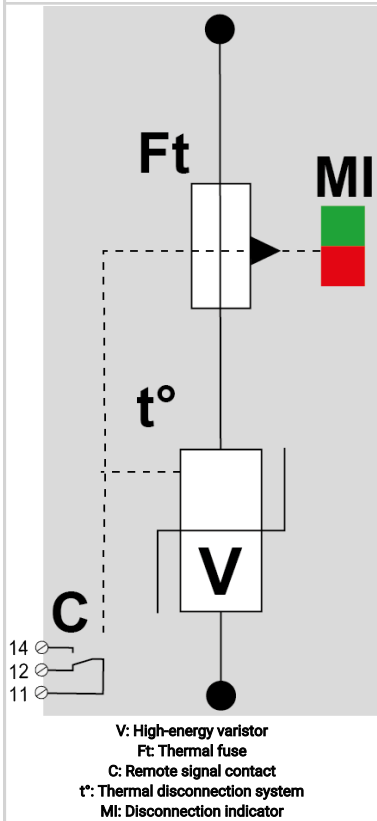 Ft
MI
t°
V
C
14
12
11
V: High-energy varistor
Ft: Thermal fuse
C: Remote signal contact
t°: Thermal disconnection system
MI: Disconnection indicator